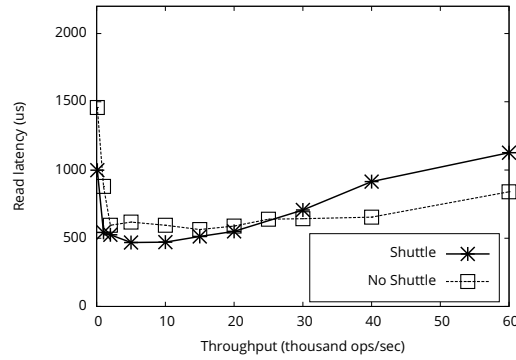 2000
1500
1000
500
0
Read latency (us)
0 10 20 30 40 50 60
Throughput (thousand ops/sec)
Shuttle
No Shuttle